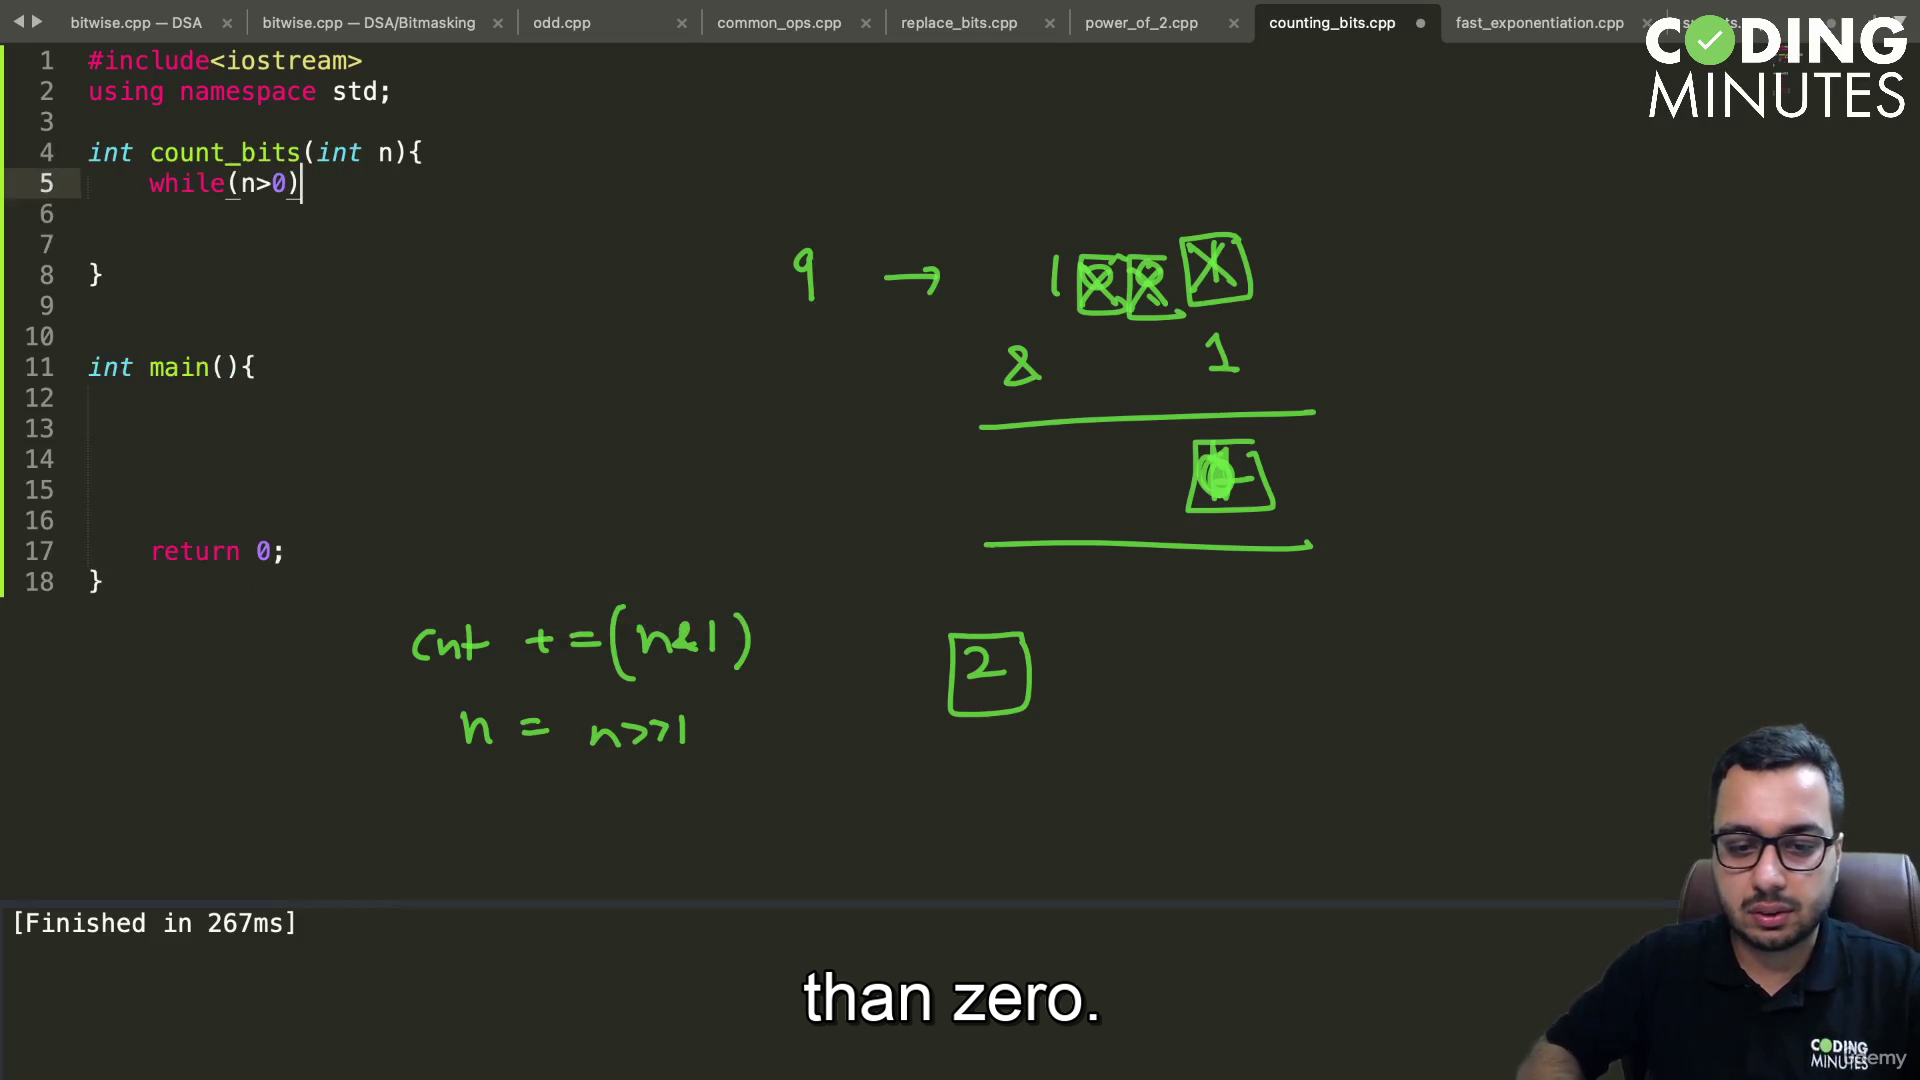 bitwise.cpp — DSA
bitwise.cpp — DSA/Bitmasking
odd.cpp
common_ops.cpp
replace_bits.cpp
power_of_2.cpp
counting_bits.cpp
fast_exponentiation.cpp
CODING
MINUTES
1 #include<iostream>
2 using namespace std;
3
4 int count_bits(int n){
5 while(n>0)
6
7
8 }
9
10
11 int main(){
12
13
14
15
16
17 return 0;
18 }
9 → 1 0 0
& 1
cnt += (n&1)
n = n>>1
2
[Finished in 267ms]
than zero.
CODING
MINUTES
Udemy